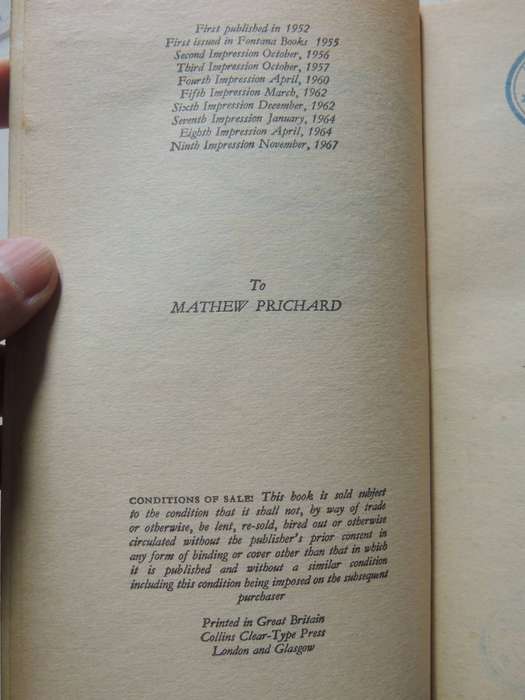 First published in 1952
First issued in Fontana Books 1955
Second Impression October, 1956
Third Impression October, 1957
Fourth Impression April, 1960
Fifth Impression March, 1962
Sixth Impression December, 1962
Seventh Impression January, 1964
Eighth Impression April, 1964
Ninth Impression November, 1967
To
MATHEW PRICHARD
CONDITIONS OF SALE: This book is sold subject
to the condition that it shall not, by way of trade
or otherwise, be lent, re-sold, hired out or otherwise
circulated without the publisher's prior consent in
any form of binding or cover other than that in which
it is published and without a similar condition
including this condition being imposed on the subsequent
purchaser
Printed in Great Britain
Collins Clear-Type Press
London and Glasgow